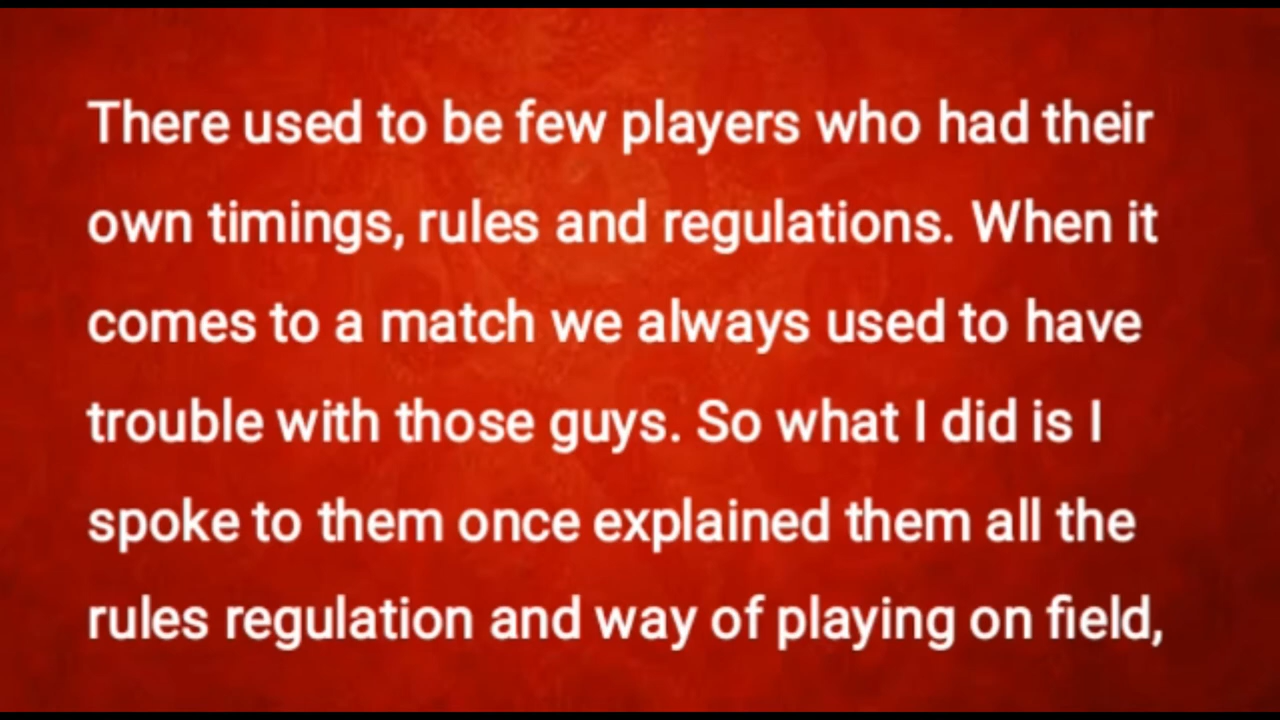 There used to be few players who had their
own timings, rules and regulations. When it
comes to a match we always used to have
trouble with those guys. So what I did is I
spoke to them once explained them all the
rules regulation and way of playing on field,